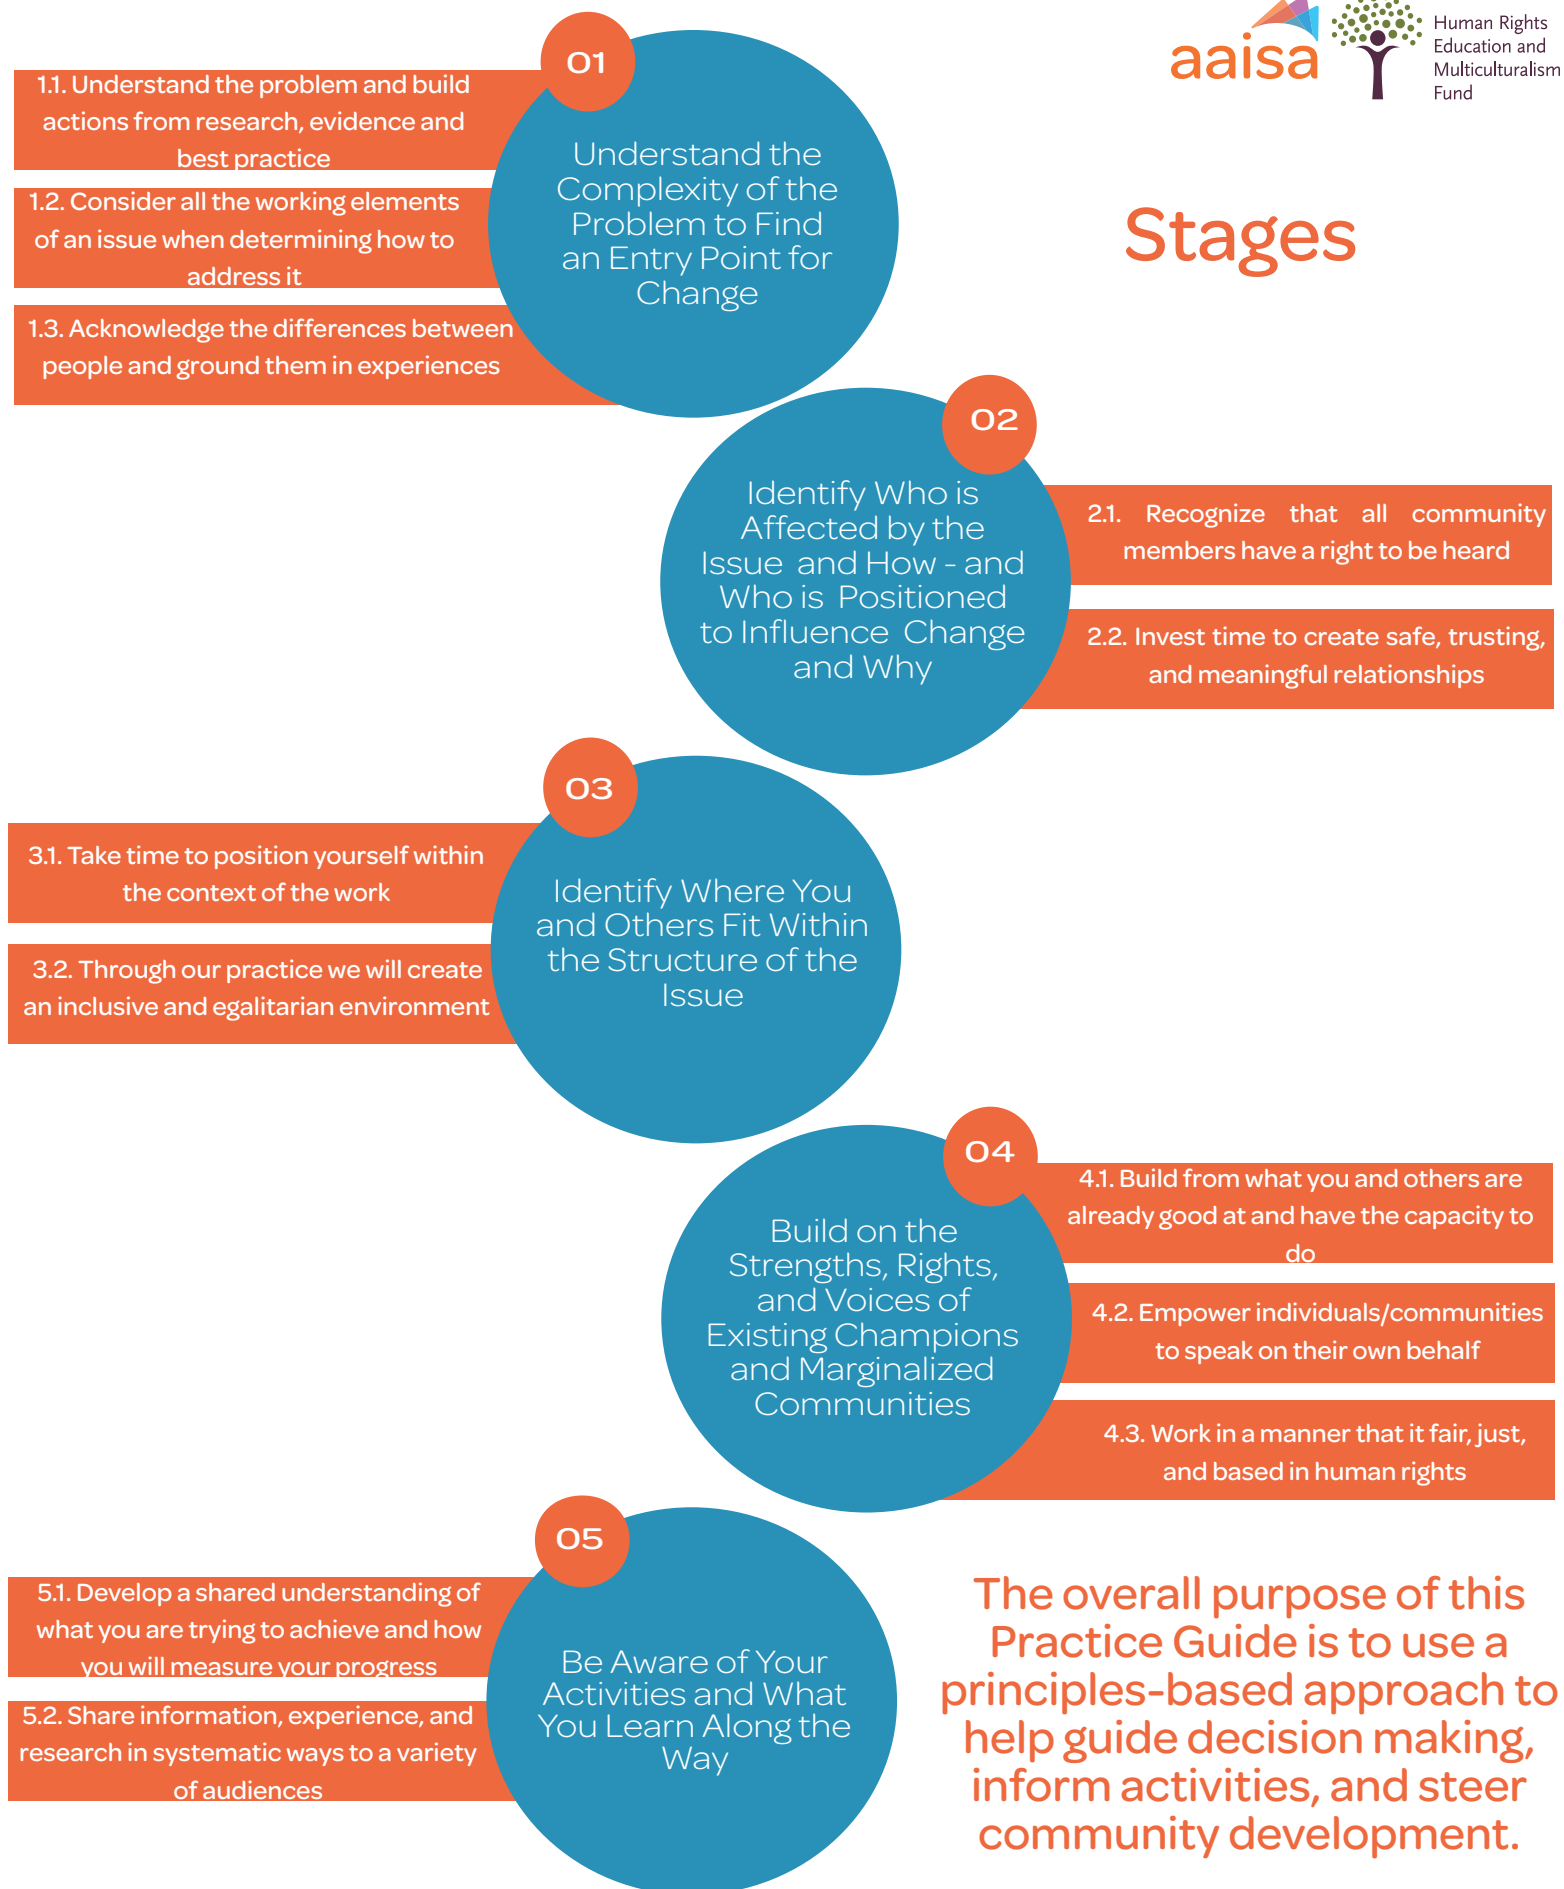 aaisa
Human Rights
Education and
Multiculturalism
Fund
Stages
01
Understand the
Complexity of the
Problem to Find
an Entry Point for
Change
1.1. Understand the problem and build
actions from research, evidence and
best practice
1.2. Consider all the working elements
of an issue when determining how to
address it
1.3. Acknowledge the differences between
people and ground them in experiences
02
Identify Who is
Affected by the
Issue and How - and
Who is Positioned
to Influence Change
and Why
2.1. Recognize that all community
members have a right to be heard
2.2. Invest time to create safe, trusting,
and meaningful relationships
03
Identify Where You
and Others Fit Within
the Structure of the
Issue
3.1. Take time to position yourself within
the context of the work
3.2. Through our practice we will create
an inclusive and egalitarian environment
04
Build on the
Strengths, Rights,
and Voices of
Existing Champions
and Marginalized
Communities
4.1. Build from what you and others are
already good at and have the capacity to
do
4.2. Empower individuals/communities
to speak on their own behalf
4.3. Work in a manner that it fair, just,
and based in human rights
05
Be Aware of Your
Activities and What
You Learn Along the
Way
5.1. Develop a shared understanding of
what you are trying to achieve and how
you will measure your progress
5.2. Share information, experience, and
research in systematic ways to a variety
of audiences
The overall purpose of this
Practice Guide is to use a
principles-based approach to
help guide decision making,
inform activities, and steer
community development.